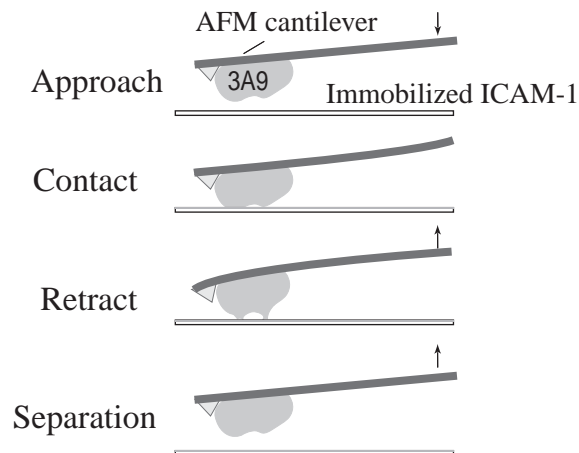 AFM cantilever
Approach
3A9
Immobilized ICAM-1
Contact
Retract
Separation